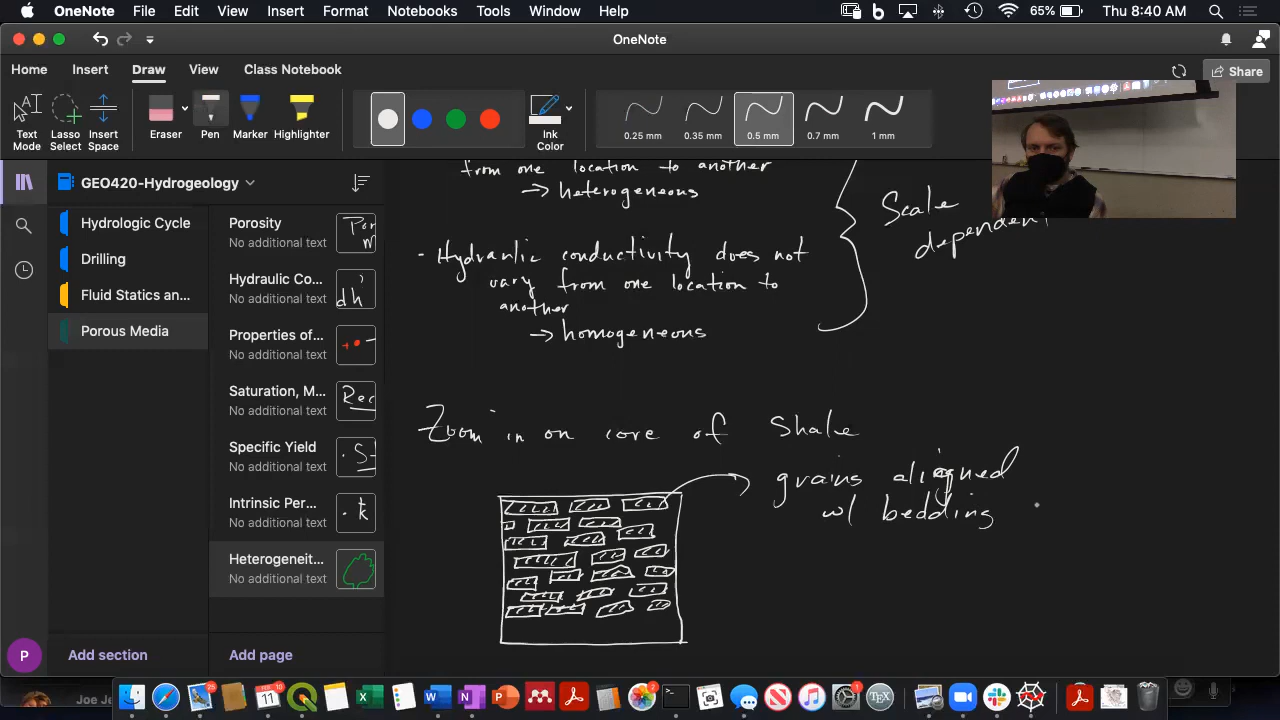 OneNote File Edit View Insert Format Notebooks Tools Window Help 65% Thu 8:40 AM
OneNote
Home Insert Draw View Class Notebook Share
Text Mode Lasso Select Insert Space Eraser Pen Marker Highlighter Ink Color 0.25 mm 0.35 mm 0.5 mm 0.7 mm 1 mm
GEO420-Hydrogeology
Hydrologic Cycle
Drilling
Fluid Statics an...
Porous Media
Porosity
No additional text
Hydraulic Co...
No additional text
dh
Properties of...
No additional text
Saturation, M...
No additional text
Rec
Specific Yield
No additional text
. S-
Intrinsic Per...
No additional text
. k
Heterogeneit...
No additional text
P
Add section
Add page
from one location to another
→ heterogeneous
- Hydraulic conductivity does not
vary from one location to
another
→ homogeneous
Scale
dependent
Zoom in on core of Shale
grains aligned
w/ bedding
Joe Je